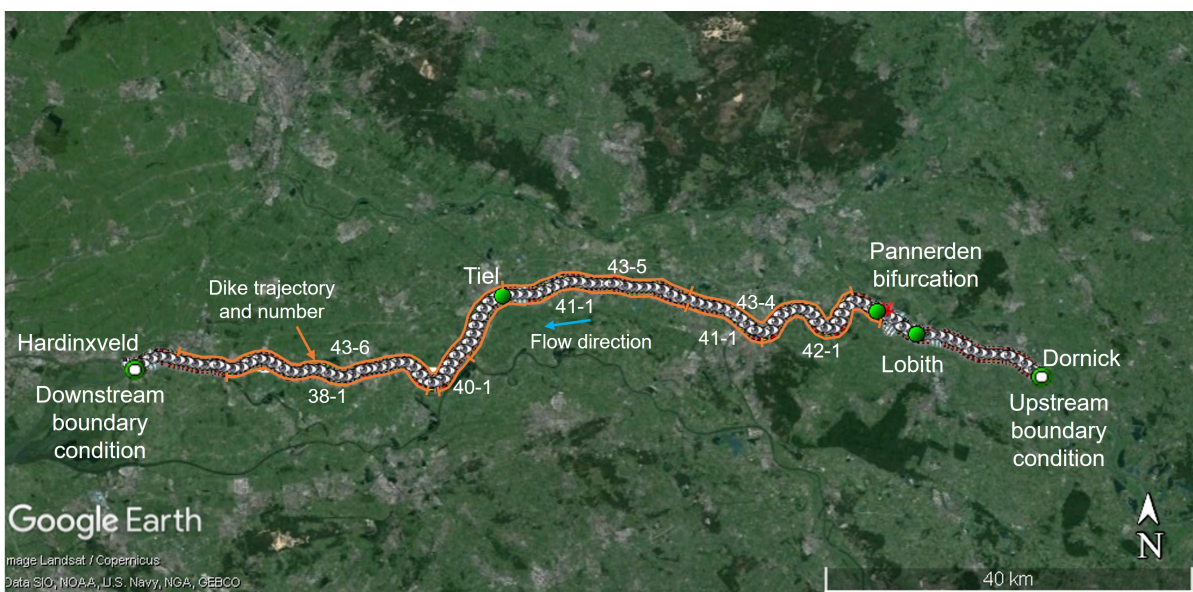 Pannerden
bifurcation
43-5
Tiel
Dike trajectory
and number
41-1
43-4
Flow direction
41-1
42-1
Hardinxveld
43-6
Lobith
Dornick
Downstream
boundary
condition
38-1
40-1
Upstream
boundary
condition
Google Earth
mage Landsat / Copernicus
Data SIO, NOAA, U.S. Navy, NGA, GEBCO
N
40 km